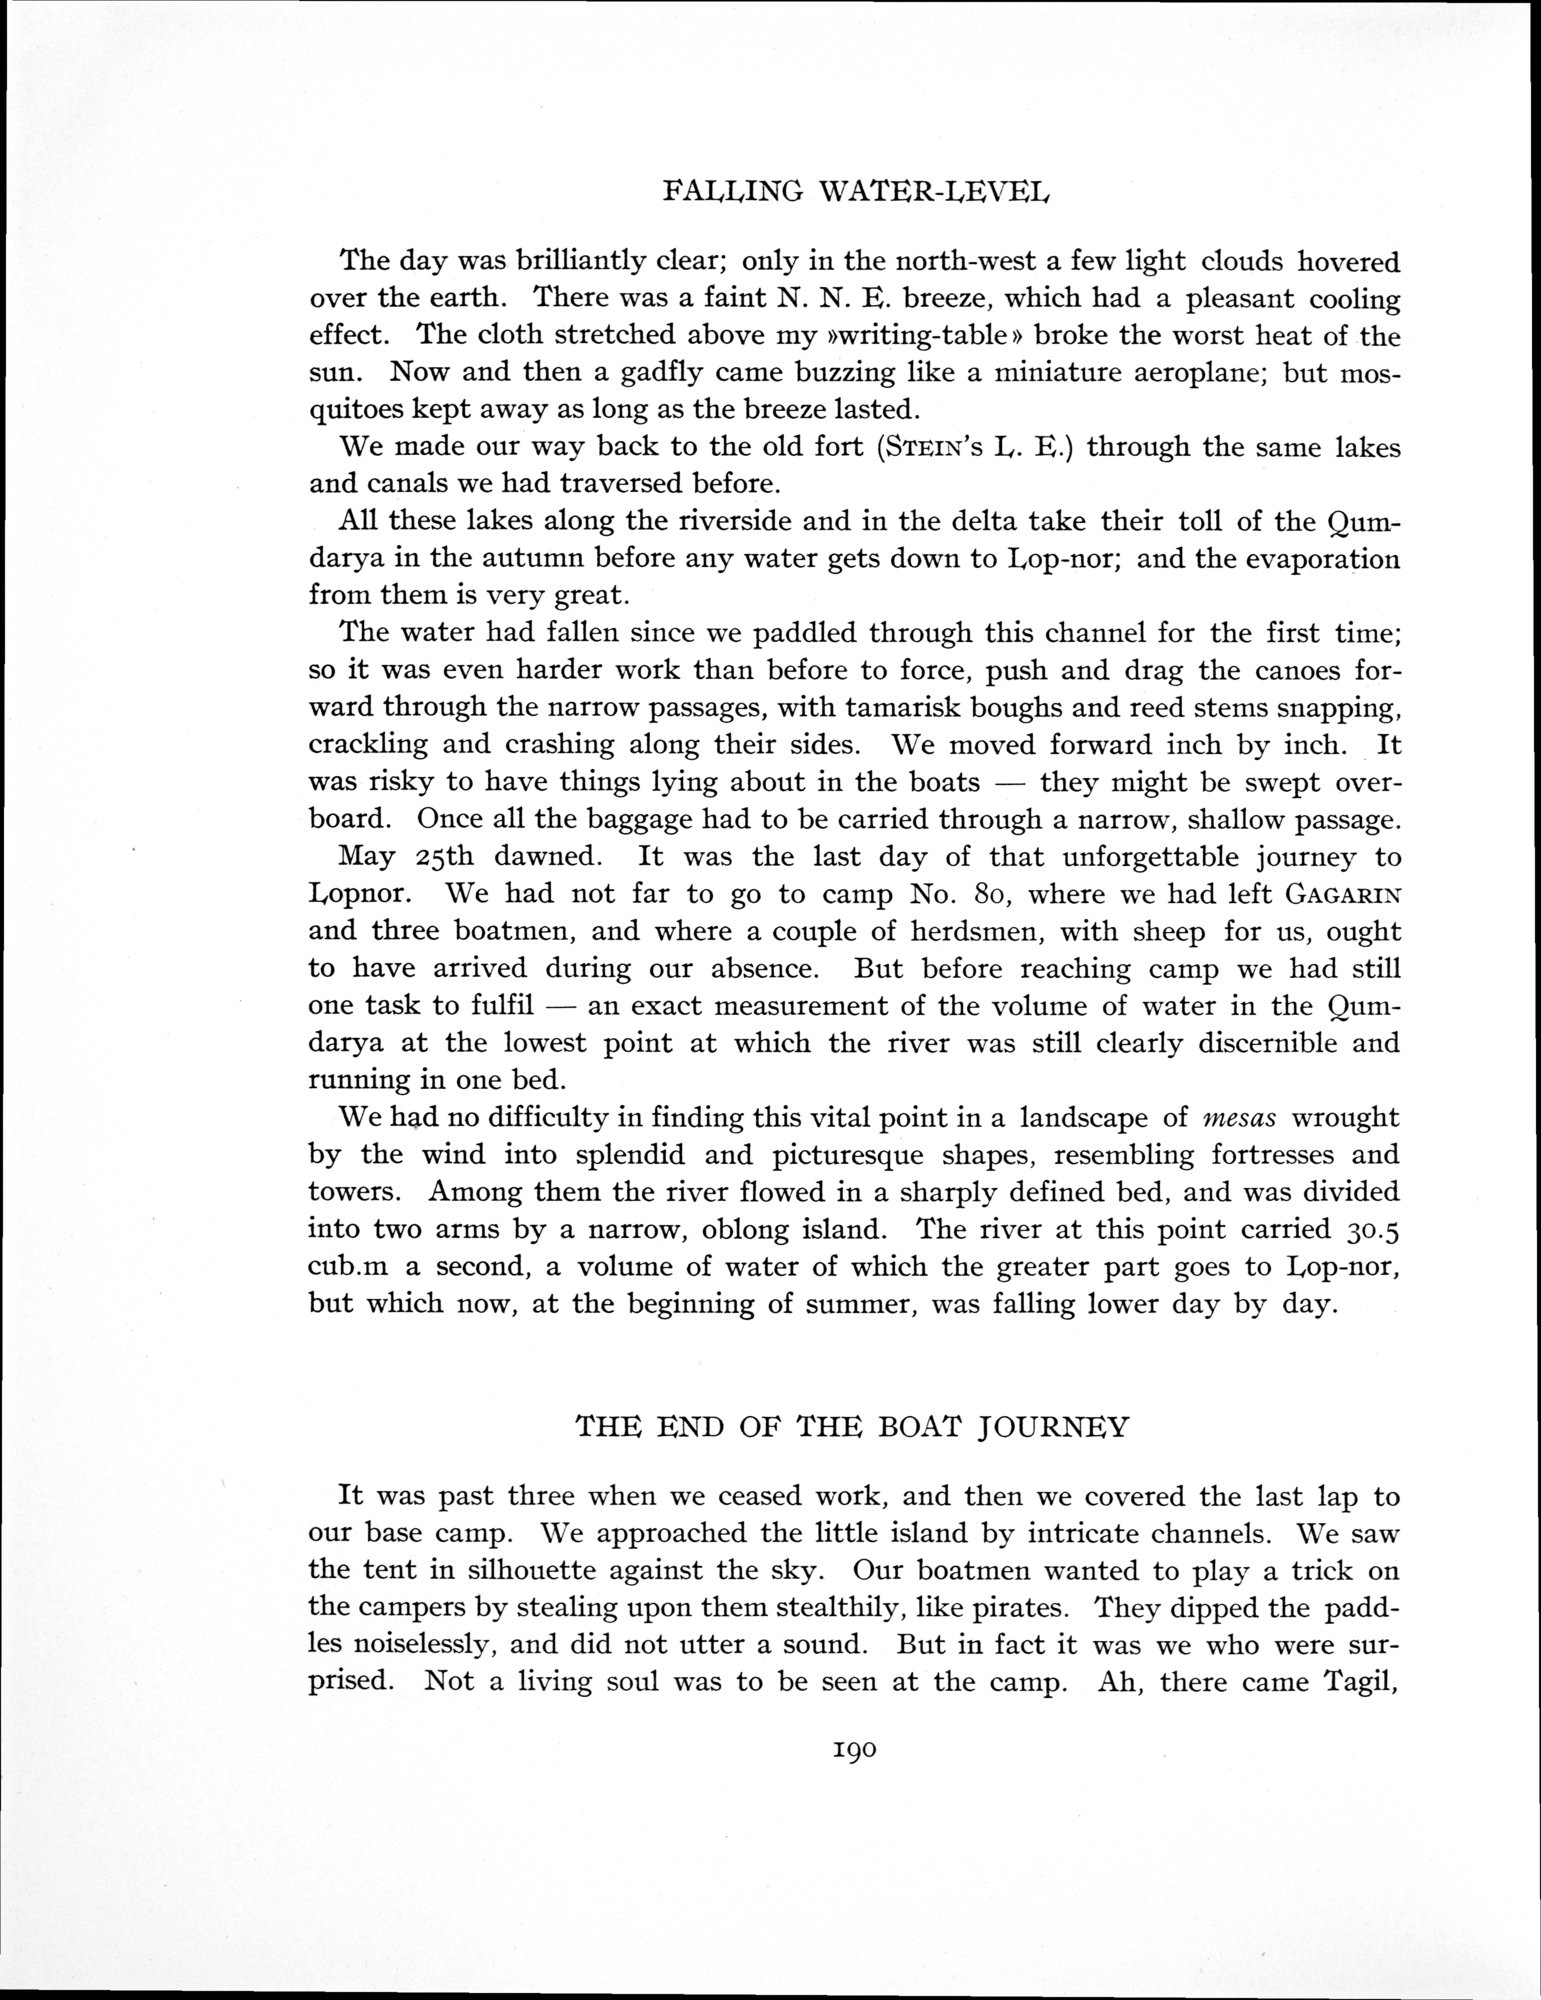 FALLING WATER-LEVEL
The day was brilliantly clear; only in the north-west a few light clouds hovered
over the earth. There was a faint N. N. E. breeze, which had a pleasant cooling
effect. The cloth stretched above my »writing-table» broke the worst heat of the
sun. Now and then a gadfly came buzzing like a miniature aeroplane; but mos-
quitoes kept away as long as the breeze lasted.
We made our way back to the old fort (STEIN's L. E.) through the same lakes
and canals we had traversed before.
All these lakes along the riverside and in the delta take their toll of the Qum-
darya in the autumn before any water gets down to Lop-nor; and the evaporation
from them is very great.
The water had fallen since we paddled through this channel for the first time;
so it was even harder work than before to force, push and drag the canoes for-
ward through the narrow passages, with tamarisk boughs and reed stems snapping,
crackling and crashing along their sides. We moved forward inch by inch. It
was risky to have things lying about in the boats — they might be swept over-
board. Once all the baggage had to be carried through a narrow, shallow passage.
May 25th dawned. It was the last day of that unforgettable journey to
Lopnor. We had not far to go to camp No. 80, where we had left GAGARIN
and three boatmen, and where a couple of herdsmen, with sheep for us, ought
to have arrived during our absence. But before reaching camp we had still
one task to fulfil — an exact measurement of the volume of water in the Qum-
darya at the lowest point at which the river was still clearly discernible and
running in one bed.
We had no difficulty in finding this vital point in a landscape of mesas wrought
by the wind into splendid and picturesque shapes, resembling fortresses and
towers. Among them the river flowed in a sharply defined bed, and was divided
into two arms by a narrow, oblong island. The river at this point carried 30.5
cub.m a second, a volume of water of which the greater part goes to Lop-nor,
but which now, at the beginning of summer, was falling lower day by day.
THE END OF THE BOAT JOURNEY
It was past three when we ceased work, and then we covered the last lap to
our base camp. We approached the little island by intricate channels. We saw
the tent in silhouette against the sky. Our boatmen wanted to play a trick on
the campers by stealing upon them stealthily, like pirates. They dipped the padd-
les noiselessly, and did not utter a sound. But in fact it was we who were sur-
prised. Not a living soul was to be seen at the camp. Ah, there came Tagil,
190